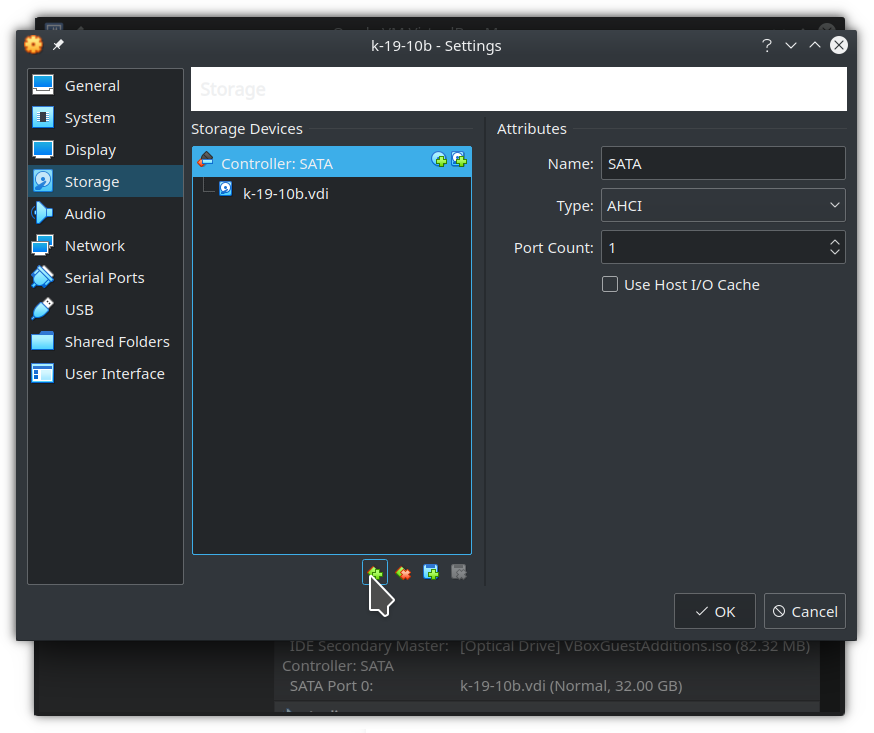 k-19-10b - Settings
?
General
System
Display
Storage
Audio
Network
Serial Ports
USB
Shared Folders
User Interface
Storage
Storage Devices
Controller: SATA
k-19-10b.vdi
Attributes
Name: SATA
Type: AHCI
Port Count: 1
Use Host I/O Cache
OK
Cancel
IDE Secondary Master: [Optical Drive] VBoxGuestAdditions.iso (82.32 MB)
Controller: SATA
SATA Port 0: k-19-10b.vdi (Normal, 32.00 GB)